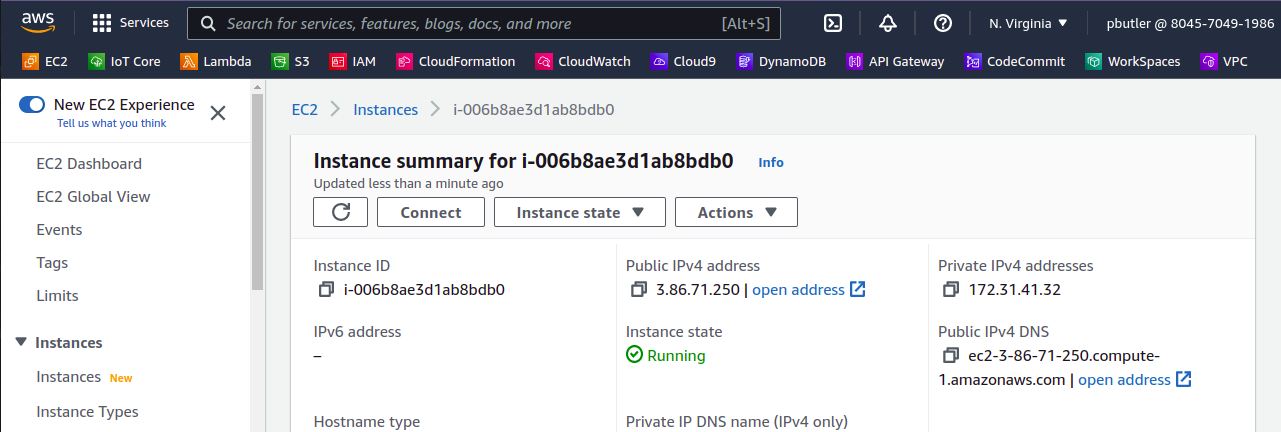 aws Services Search for services, features, blogs, docs, and more [Alt+S] N. Virginia pbutler @ 8045-7049-1986
EC2 IoT Core Lambda S3 IAM CloudFormation CloudWatch Cloud9 DynamoDB API Gateway CodeCommit WorkSpaces VPC
New EC2 Experience
Tell us what you think
EC2 Dashboard
EC2 Global View
Events
Tags
Limits
Instances
Instances New
Instance Types
EC2 Instances i-006b8ae3d1ab8bdb0
Instance summary for i-006b8ae3d1ab8bdb0 Info
Updated less than a minute ago
Connect Instance state Actions
Instance ID
i-006b8ae3d1ab8bdb0
Public IPv4 address
3.86.71.250 | open address
Private IPv4 addresses
172.31.41.32
IPv6 address
–
Instance state
Running
Public IPv4 DNS
ec2-3-86-71-250.compute-
1.amazonaws.com | open address
Hostname type
Private IP DNS name (IPv4 only)